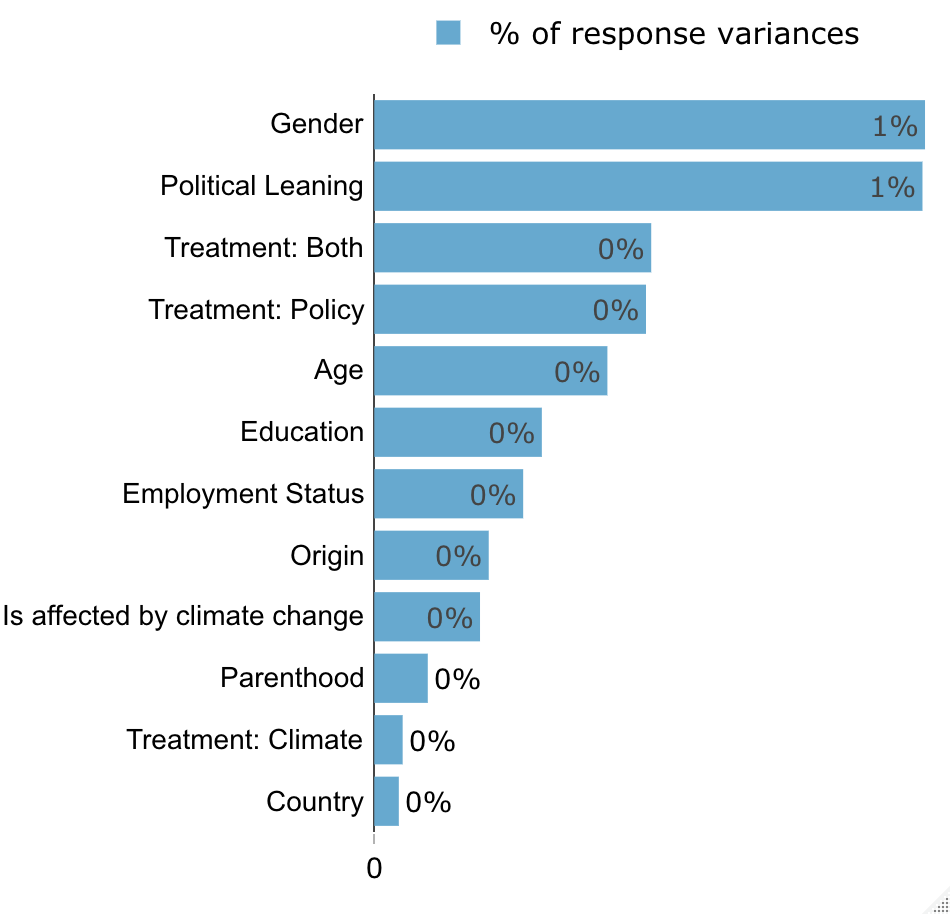 % of response variances
Gender 1%
Political Leaning 1%
Treatment: Both 0%
Treatment: Policy 0%
Age 0%
Education 0%
Employment Status 0%
Origin 0%
Is affected by climate change 0%
Parenthood 0%
Treatment: Climate 0%
Country 0%
0